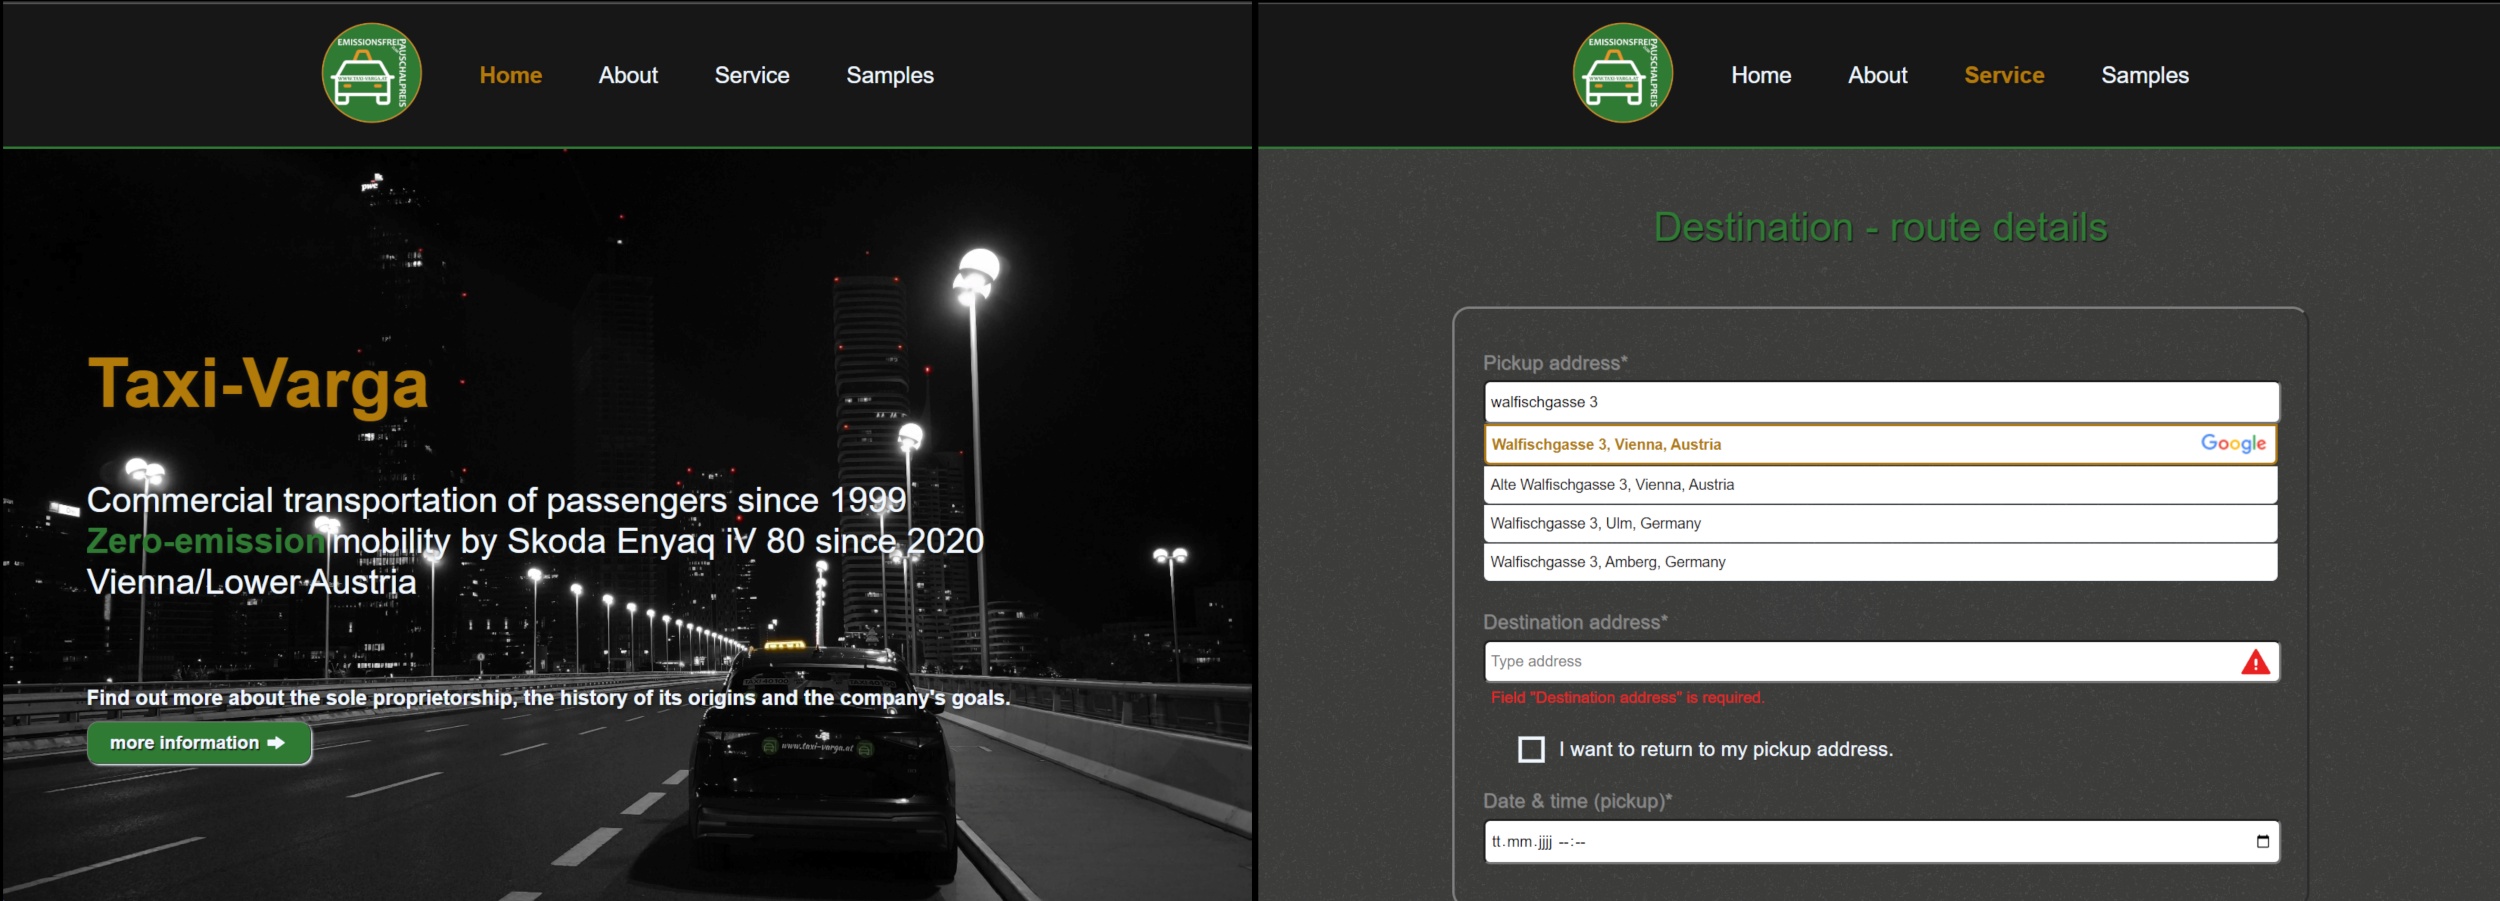 EMISSIONSFREI
PAUSCHALPREIS
WWW.TAXI-VARGA.AT
Home
About
Service
Samples
pwc
Taxi-Varga
Commercial transportation of passengers since 1999
Zero-emission mobility by Skoda Enyaq iV 80 since 2020
Vienna/Lower Austria
Find out more about the sole proprietorship, the history of its origins and the company's goals.
more information
www.taxi-varga.at
EMISSIONSFREI
PAUSCHALPREIS
WWW.TAXI-VARGA.AT
Home
About
Service
Samples
Destination - route details
Pickup address*
walfischgasse 3
Walfischgasse 3, Vienna, Austria
Google
Alte Walfischgasse 3, Vienna, Austria
Walfischgasse 3, Ulm, Germany
Walfischgasse 3, Amberg, Germany
Destination address*
Type address
Field "Destination address" is required.
I want to return to my pickup address.
Date & time (pickup)*
tt.mm.jjjj --:--